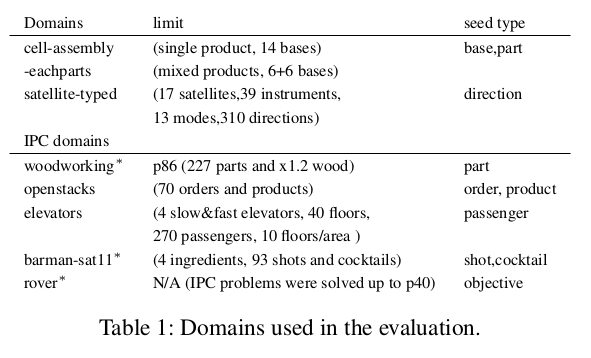 Domains limit seed type
cell-assembly (single product, 14 bases) base,part
-eachparts (mixed products, 6+6 bases)
satellite-typed (17 satellites,39 instruments, direction
13 modes,310 directions)
IPC domains
woodworking* p86 (227 parts and x1.2 wood) part
openstacks (70 orders and products) order, product
elevators (4 slow&fast elevators, 40 floors, passenger
270 passengers, 10 floors/area )
barman-sat11* (4 ingredients, 93 shots and cocktails) shot,cocktail
rover* N/A (IPC problems were solved up to p40) objective
Table 1: Domains used in the evaluation.